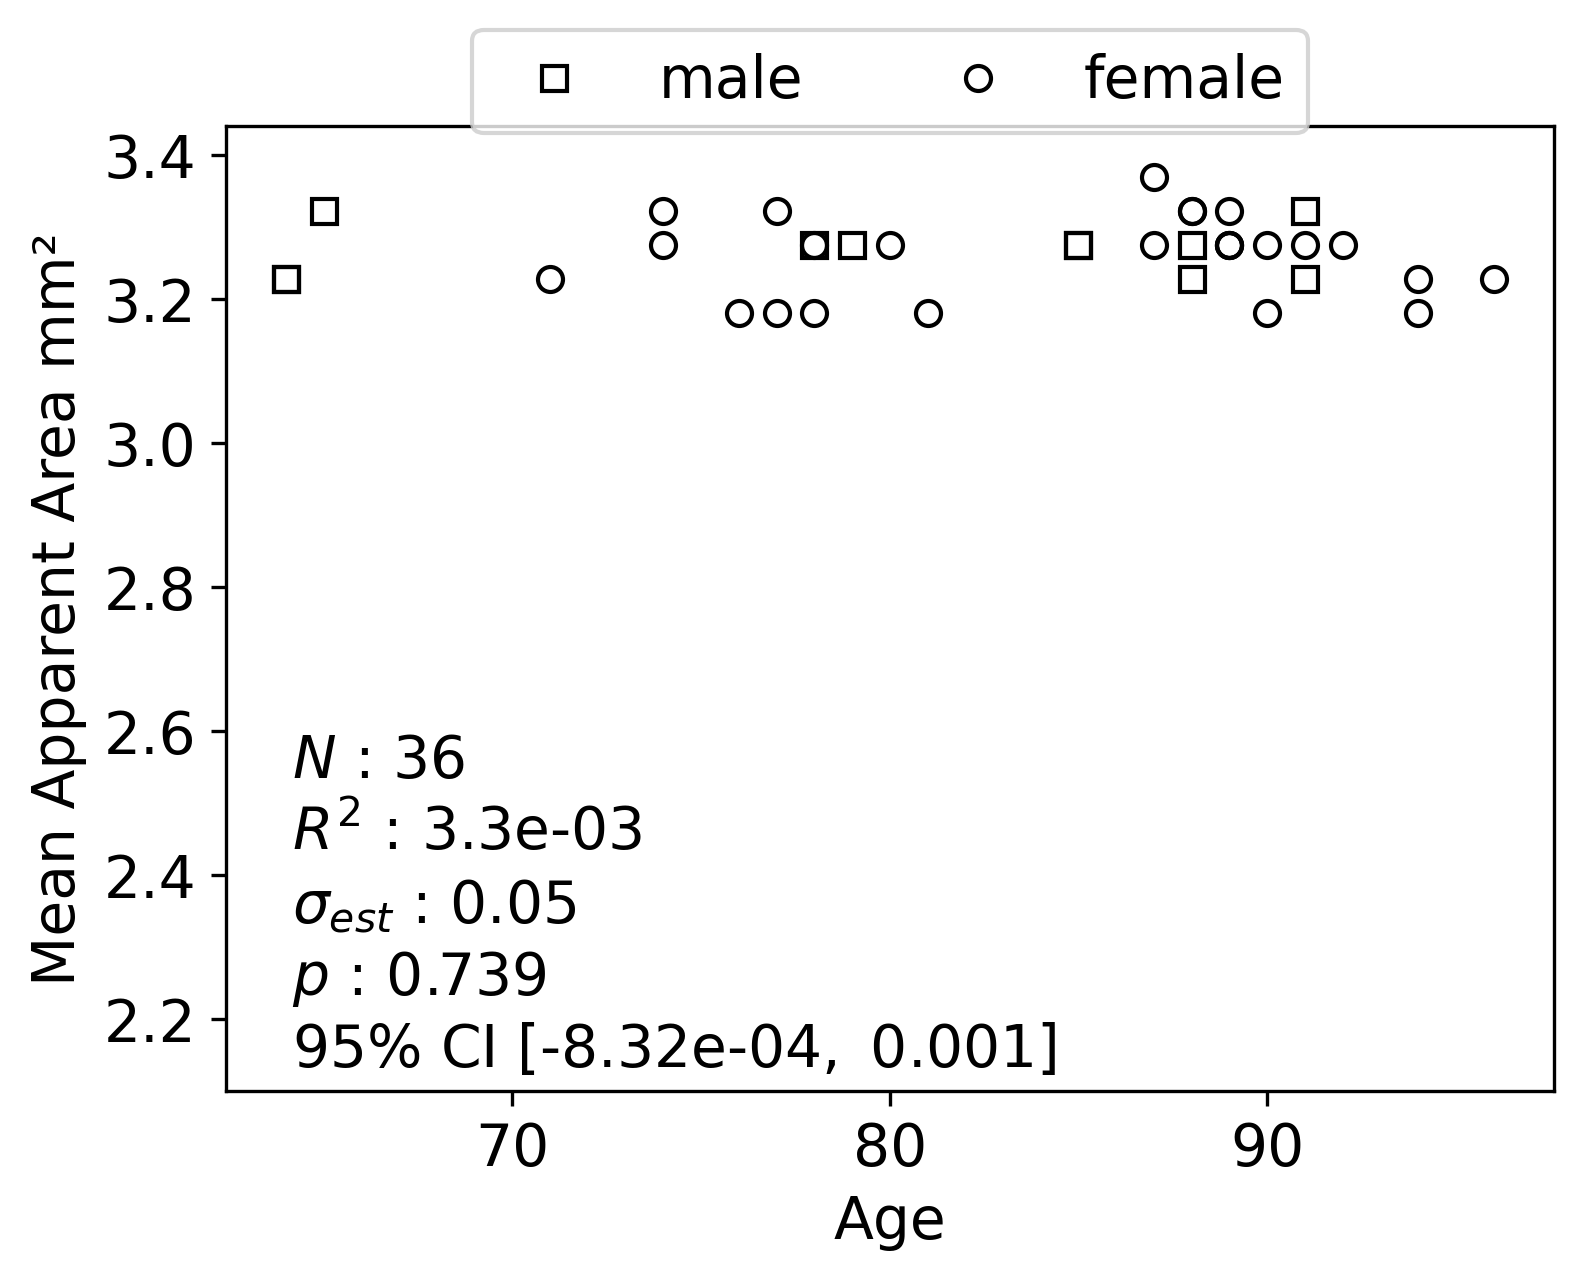 male female
3.4
3.2
3.0
2.8
2.6
2.4
2.2
Mean Apparent Area mm²
N : 36
R² : 3.3e-03
σest : 0.05
p : 0.739
95% CI [-8.32e-04, 0.001]
70 80 90
Age